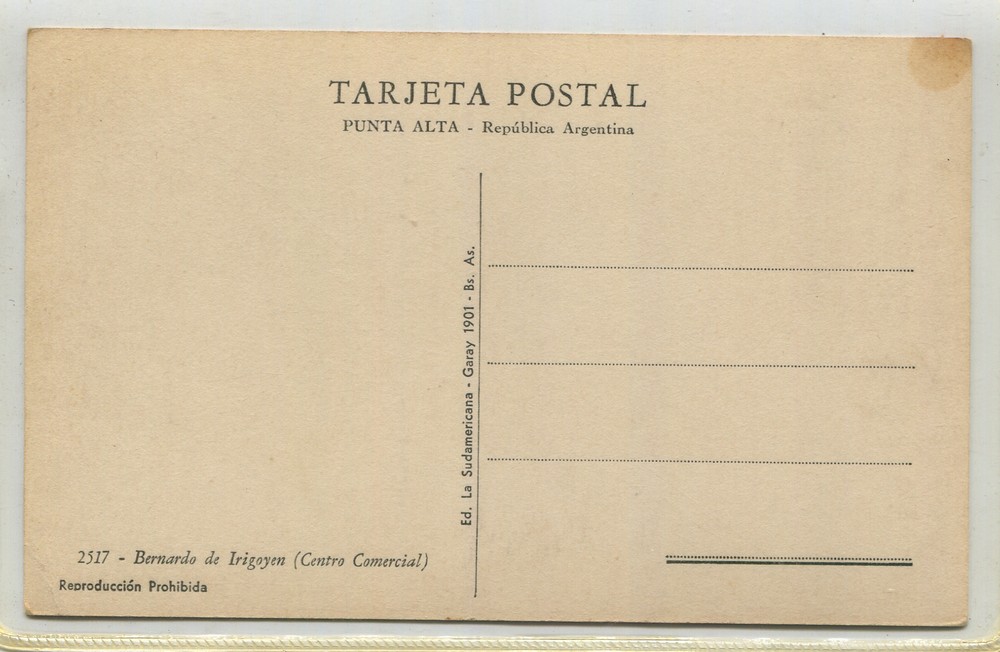 TARJETA POSTAL
PUNTA ALTA - República Argentina
Ed. La Sudamericana - Garay 1901 - Bs. As.
2517 - Bernardo de Irigoyen (Centro Comercial)
Reproducción Prohibida